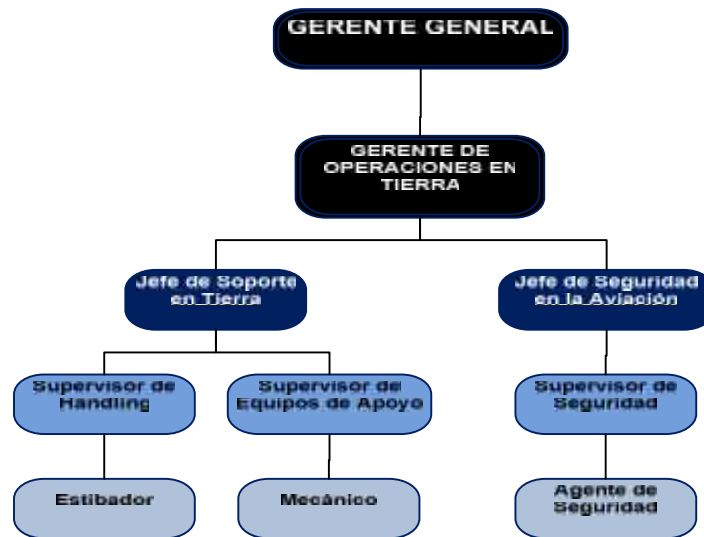 GERENTE GENERAL
GERENTE DE
OPERACIONES EN
TIERRA
Jefe de Soporte
en Tierra
Jefe de Seguridad
en la Aviación
Supervisor de
Handling
Supervisor de
Equipos de Apoyo
Supervisor de
Seguridad
Estibador
Mecánico
Agente de
Seguridad